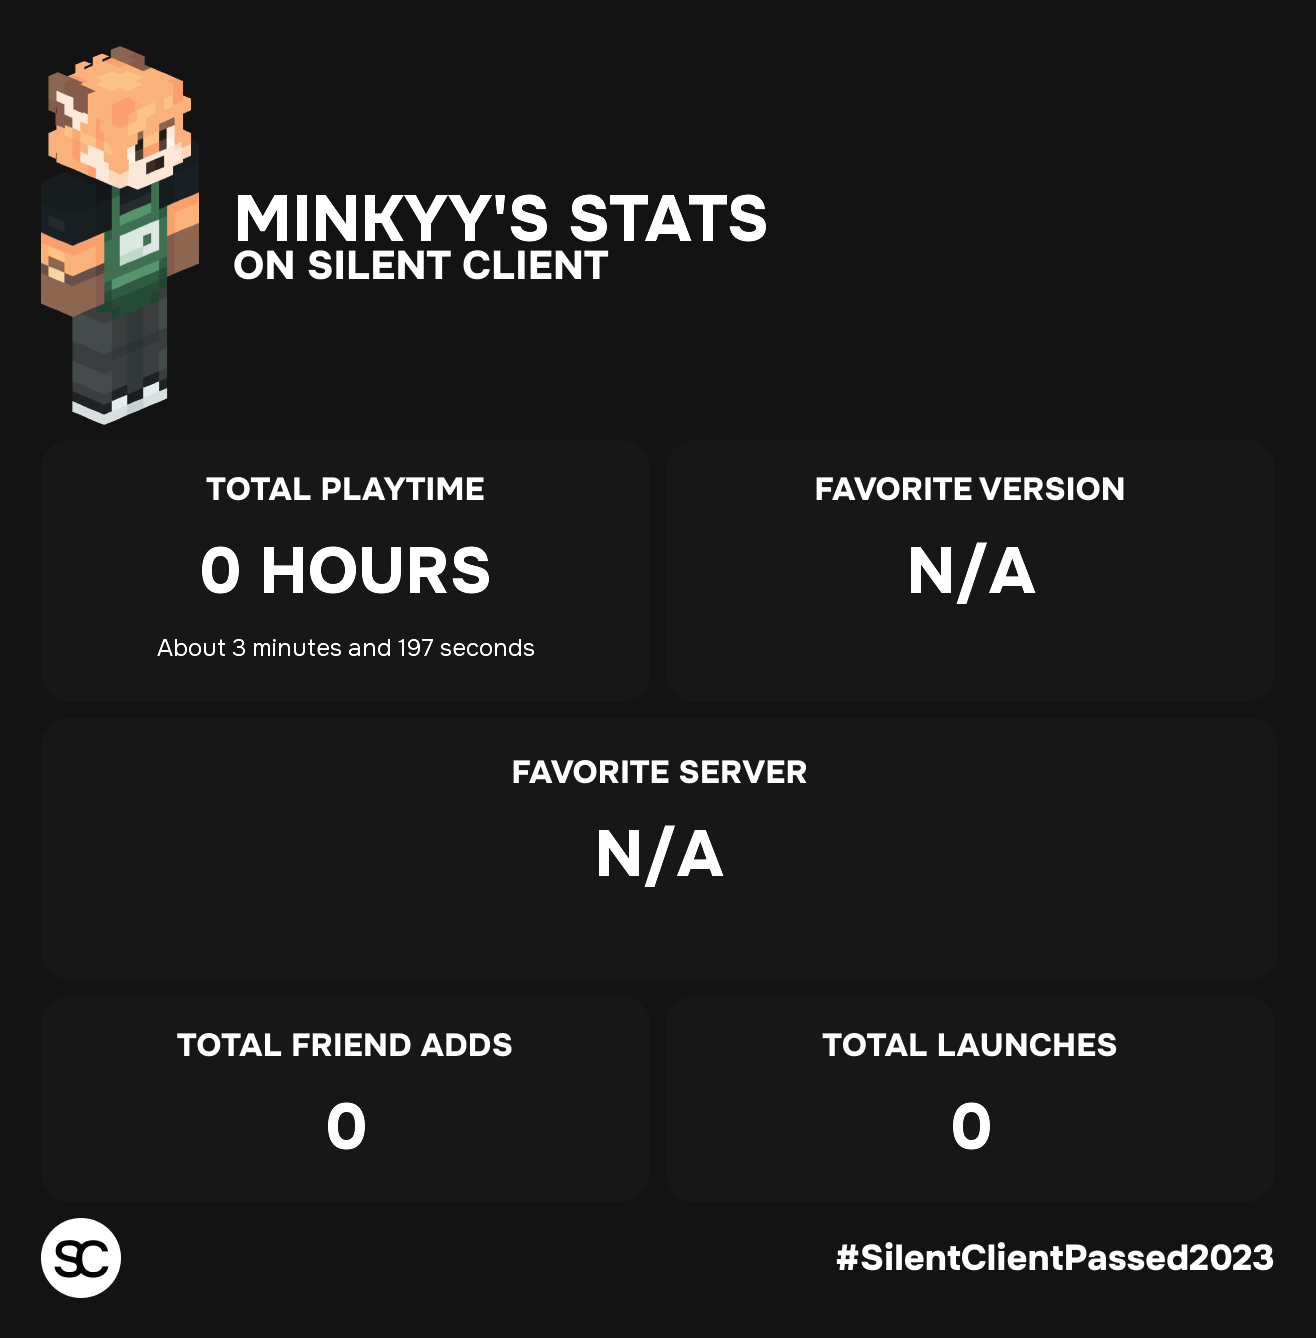 MINKYY'S STATS
ON SILENT CLIENT
TOTAL PLAYTIME
0 HOURS
About 3 minutes and 197 seconds
FAVORITE VERSION
N/A
FAVORITE SERVER
N/A
TOTAL FRIEND ADDS
0
TOTAL LAUNCHES
0
SC
#SilentClientPassed2023